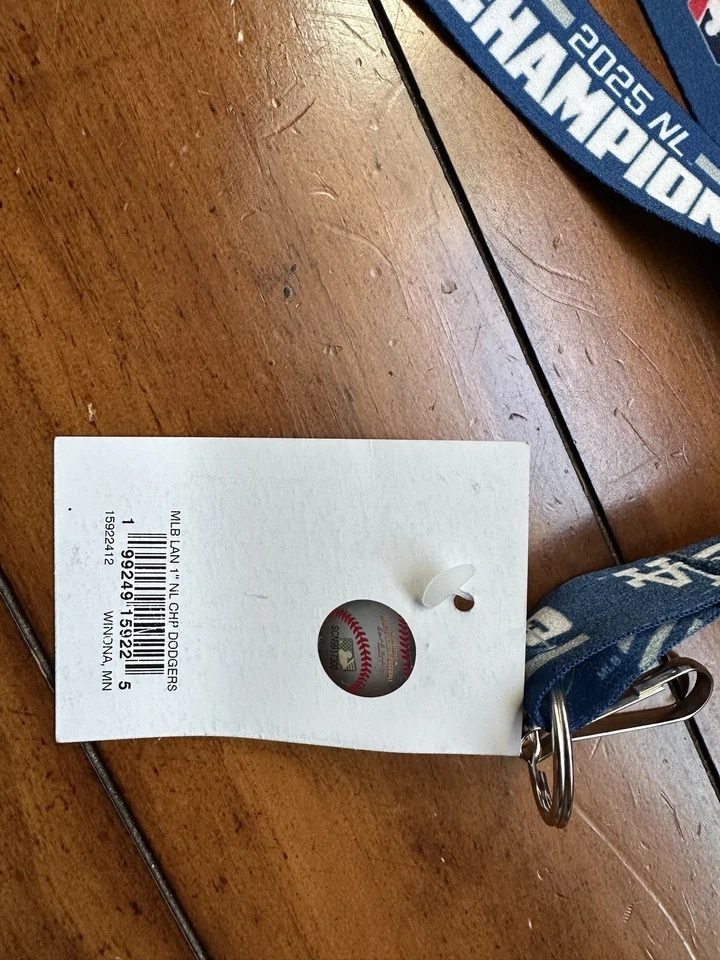 2025 NL
CHAMPION
MLB LAN 1" NL CHP DODGERS
1 99249 15922 5
15922412 WINONA, MN